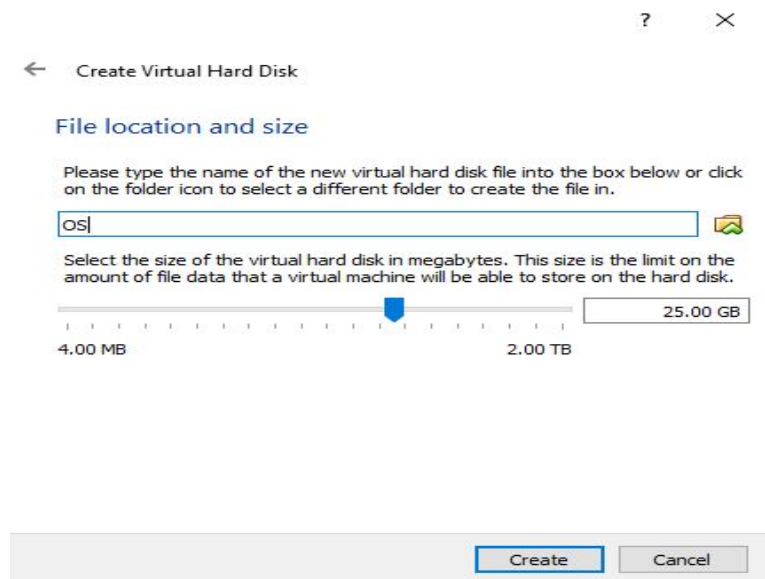 ?
Create Virtual Hard Disk
File location and size
Please type the name of the new virtual hard disk file into the box below or click
on the folder icon to select a different folder to create the file in.
OS
Select the size of the virtual hard disk in megabytes. This size is the limit on the
amount of file data that a virtual machine will be able to store on the hard disk.
25.00 GB
4.00 MB 2.00 TB
Create Cancel